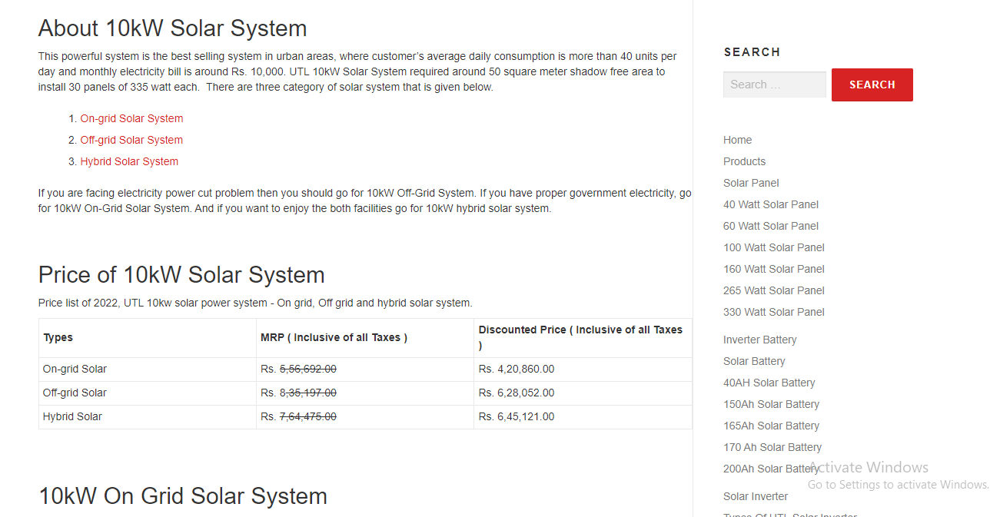 About 10kW Solar System
This powerful system is the best selling system in urban areas, where customer’s average daily consumption is more than 40 units per
day and monthly electricity bill is around Rs. 10,000. UTL 10kW Solar System required around 50 square meter shadow free area to
install 30 panels of 335 watt each.  There are three category of solar system that is given below.
1. On-grid Solar System
2. Off-grid Solar System
3. Hybrid Solar System
If you are facing electricity power cut problem then you should go for 10kW Off-Grid System. If you have proper government electricity, go
for 10kW On-Grid Solar System. And if you want to enjoy the both facilities go for 10kW hybrid solar system.
Price of 10kW Solar System
Price list of 2022, UTL 10kw solar power system - On grid, Off grid and hybrid solar system.
Types MRP ( Inclusive of all Taxes ) Discounted Price ( Inclusive of all Taxes
)
On-grid Solar Rs. 5,56,692.00 Rs. 4,20,860.00
Off-grid Solar Rs. 8,35,197.00 Rs. 6,28,052.00
Hybrid Solar Rs. 7,64,475.00 Rs. 6,45,121.00
10kW On Grid Solar System
SEARCH
Search … SEARCH
Home
Products
Solar Panel
40 Watt Solar Panel
60 Watt Solar Panel
100 Watt Solar Panel
160 Watt Solar Panel
265 Watt Solar Panel
330 Watt Solar Panel
Inverter Battery
Solar Battery
40AH Solar Battery
150Ah Solar Battery
165Ah Solar Battery
170 Ah Solar Battery
200Ah Solar Battery
Activate Windows
Go to Settings to activate Windows.
Solar Inverter
Types Of UTL Solar Inverter